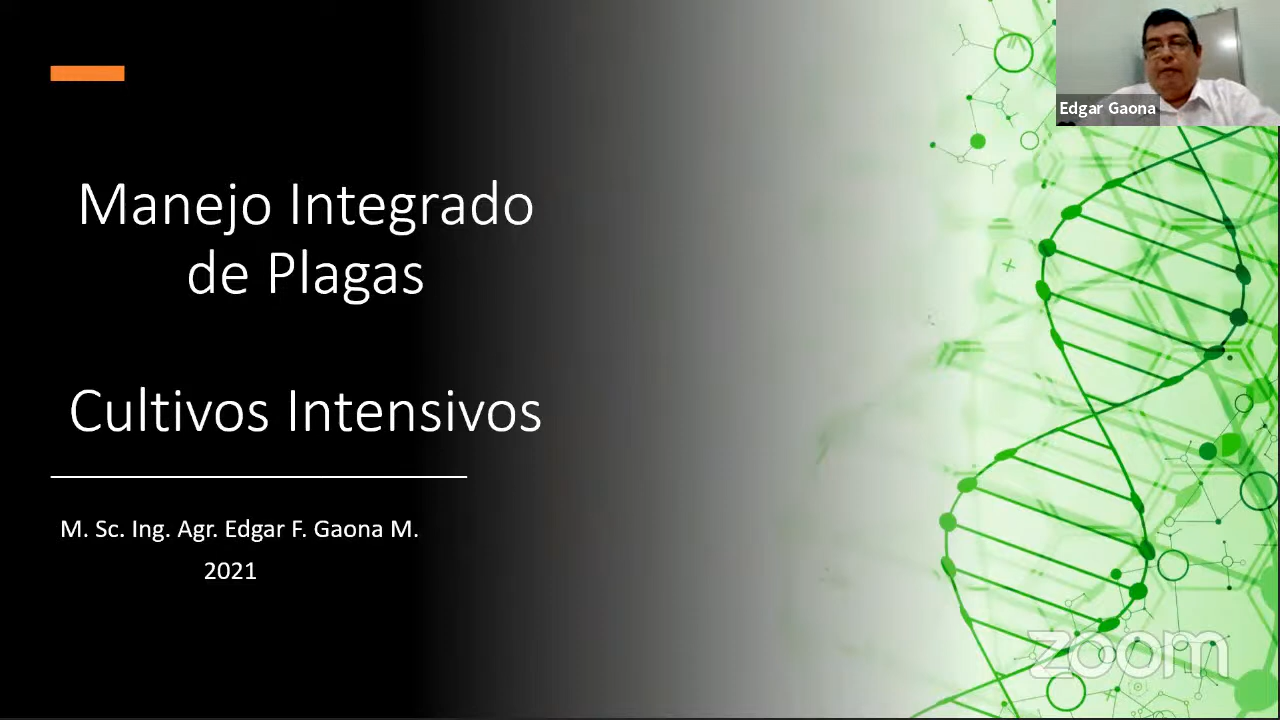 Edgar Gaona
Manejo Integrado
de Plagas
Cultivos Intensivos
M. Sc. Ing. Agr. Edgar F. Gaona M.
2021
zoom